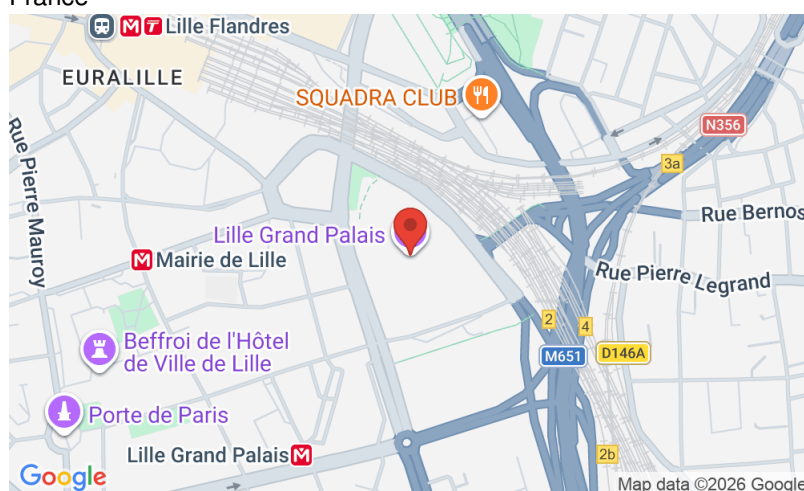 France
Lille Flandres
EURALILLE
SQUADRA CLUB
N356
3a
Rue Pierre Mauroy
Rue Bernos
Lille Grand Palais
M Mairie de Lille
Rue Pierre Legrand
2
4
Beffroi de l'Hôtel
de Ville de Lille
M651
D146A
Porte de Paris
Lille Grand Palais M
2b
Google
Map data ©2026 Google